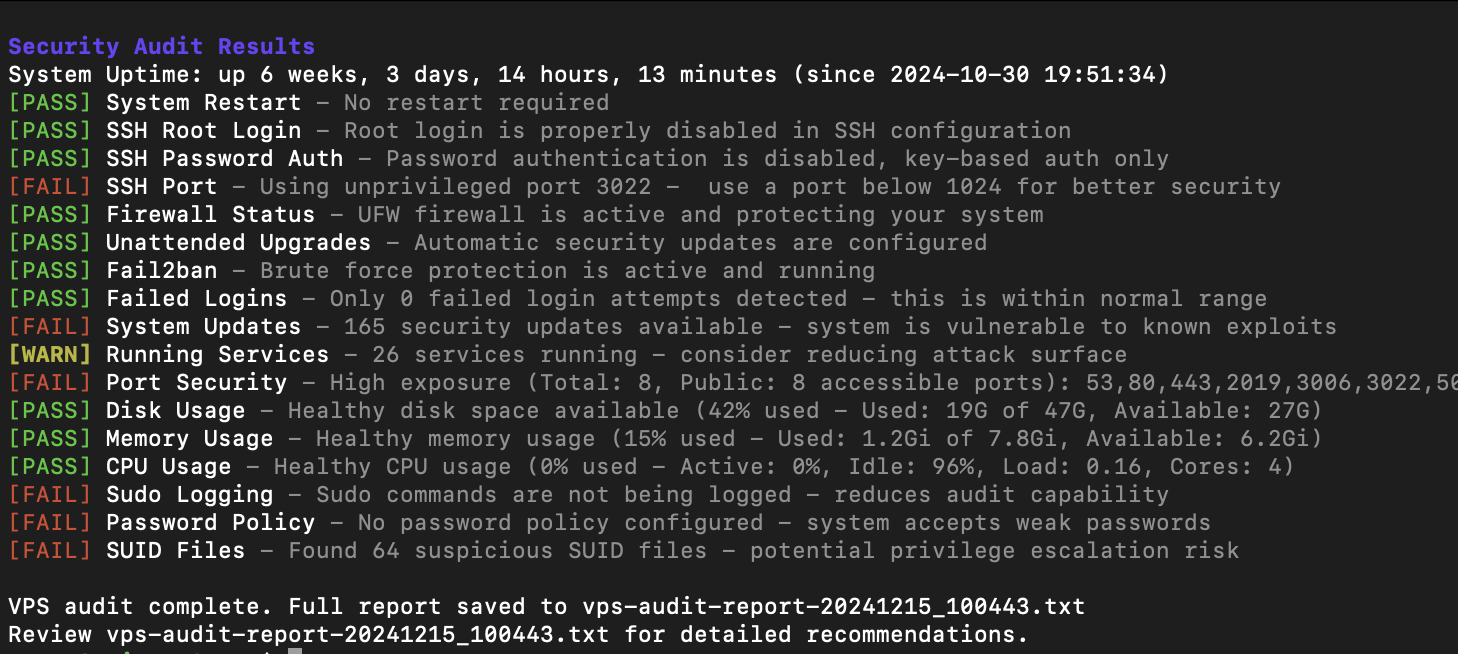 Security Audit Results
System Uptime: up 6 weeks, 3 days, 14 hours, 13 minutes (since 2024-10-30 19:51:34)
[PASS] System Restart – No restart required
[PASS] SSH Root Login – Root login is properly disabled in SSH configuration
[PASS] SSH Password Auth – Password authentication is disabled, key-based auth only
[FAIL] SSH Port – Using unprivileged port 3022 –  use a port below 1024 for better security
[PASS] Firewall Status – UFW firewall is active and protecting your system
[PASS] Unattended Upgrades – Automatic security updates are configured
[PASS] Fail2ban – Brute force protection is active and running
[PASS] Failed Logins – Only 0 failed login attempts detected – this is within normal range
[FAIL] System Updates – 165 security updates available – system is vulnerable to known exploits
[WARN] Running Services – 26 services running – consider reducing attack surface
[FAIL] Port Security – High exposure (Total: 8, Public: 8 accessible ports): 53,80,443,2019,3006,3022,50
[PASS] Disk Usage – Healthy disk space available (42% used – Used: 19G of 47G, Available: 27G)
[PASS] Memory Usage – Healthy memory usage (15% used – Used: 1.2Gi of 7.8Gi, Available: 6.2Gi)
[PASS] CPU Usage – Healthy CPU usage (0% used – Active: 0%, Idle: 96%, Load: 0.16, Cores: 4)
[FAIL] Sudo Logging – Sudo commands are not being logged – reduces audit capability
[FAIL] Password Policy – No password policy configured – system accepts weak passwords
[FAIL] SUID Files – Found 64 suspicious SUID files – potential privilege escalation risk
VPS audit complete. Full report saved to vps-audit-report-20241215_100443.txt
Review vps-audit-report-20241215_100443.txt for detailed recommendations.